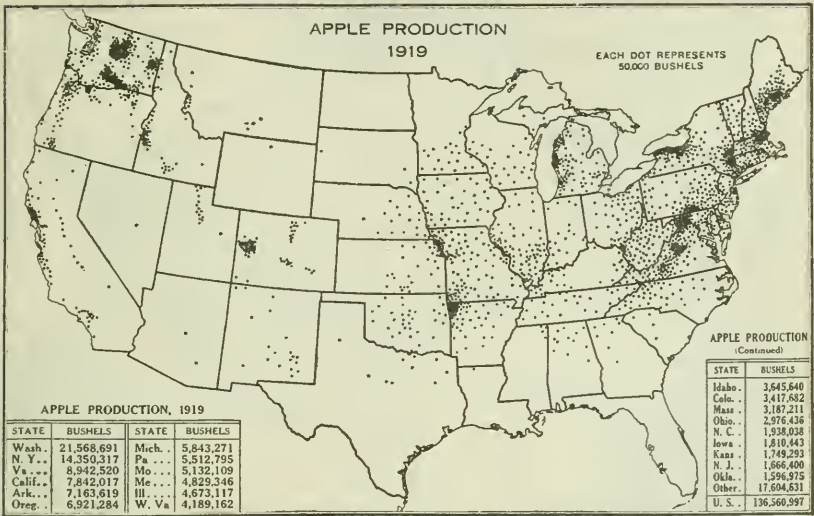 APPLE PRODUCTION
1919
EACH DOT REPRESENTS
50,000 BUSHELS
APPLE PRODUCTION, 1919
STATE BUSHELS STATE BUSHELS
Wash. 21,568,691 Mich. 5,843,271
N. Y.. 14,350,317 Pa ... 5,512,795
Va .... 8,942,520 Mo... 5,132,109
Calif.. 7,842,017 Me... 4,829,346
Ark... 7,163,619 Ill .... 4,673,117
Oreg.. 6,921,284 W. Va 4,189,162
APPLE PRODUCTION
(Continued)
STATE BUSHELS
Idaho. 3,645,640
Colo.. 3,417,682
Mass. 3,187,211
Ohio.. 2,976,436
N. C.. 1,938,038
Iowa . 1,810,443
Kans . 1,749,293
N. J.. 1,666,400
Okla.. 1,596,975
Other. 17,604,831
U. S.. 136,560,997